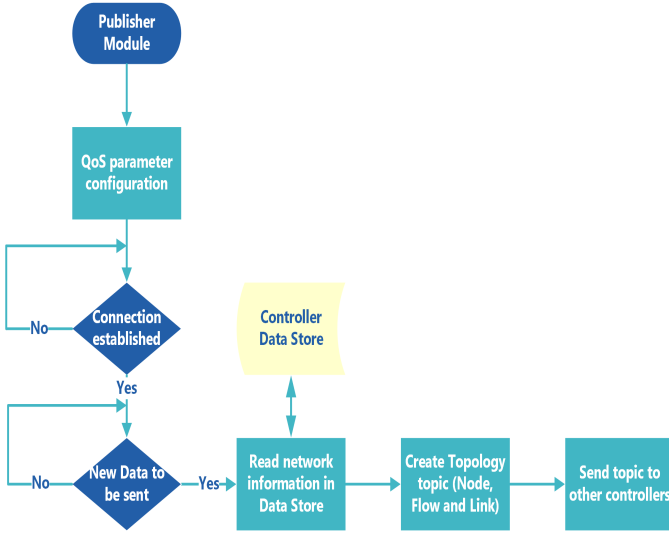 Publisher
Module
QoS parameter
configuration
Connection
established
No
Yes
Controller
Data Store
New Data to
be sent
No
Yes
Read network
information in
Data Store
Create Topology
topic (Node,
Flow and Link)
Send topic to
other controllers